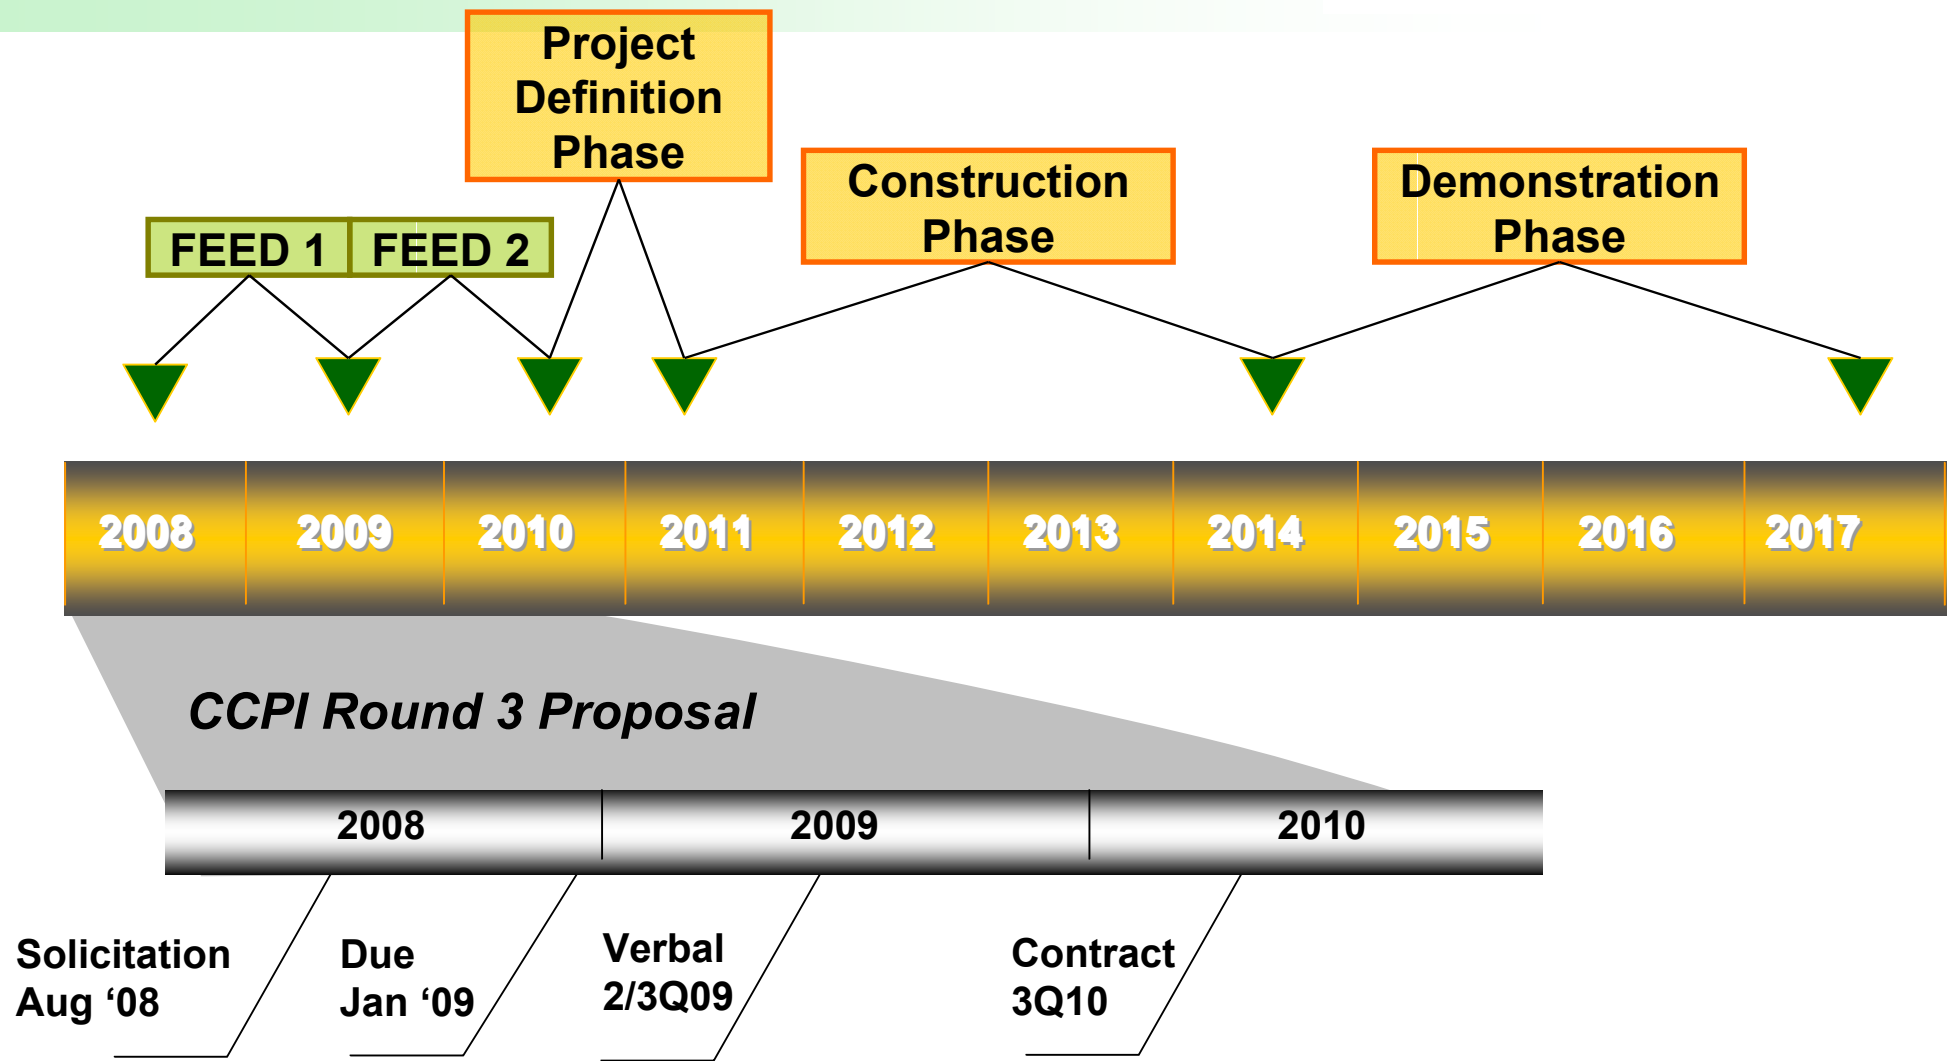 Project
Definition
Phase
Construction
Phase
Demonstration
Phase
FEED 1
FEED 2
2008
2009
2010
2011
2012
2013
2014
2015
2016
2017
CCPI Round 3 Proposal
2008
2009
2010
Solicitation
Aug ‘08
Due
Jan ‘09
Verbal
2/3Q09
Contract
3Q10